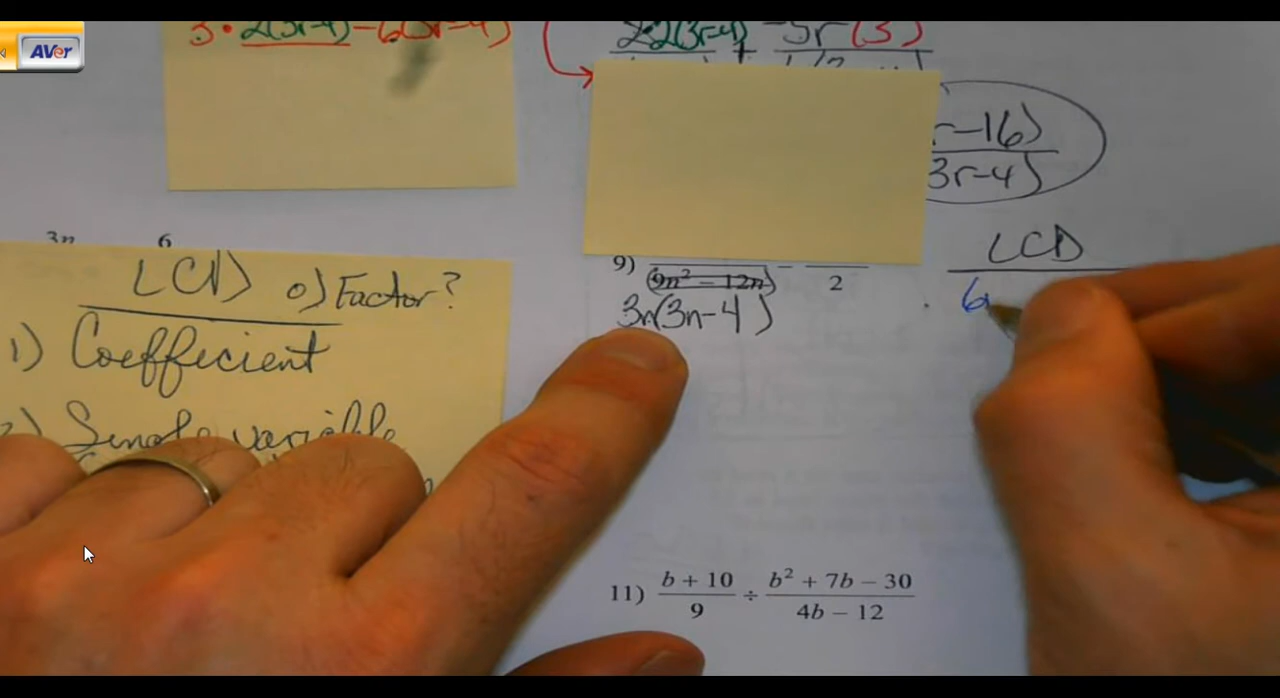 AVer
3 • 2(3r-4) - 6(3r-4)
2•2(3r-4) + -5r(3)
r-16)
3r-4)
3n 6
LCD
0) Factor?
1) Coefficient
2) Single variable
9) (9n² - 12n) - 2
3n(3n-4)
LCD
6
11) b + 10 / 9 ÷ b² + 7b - 30 / 4b - 12